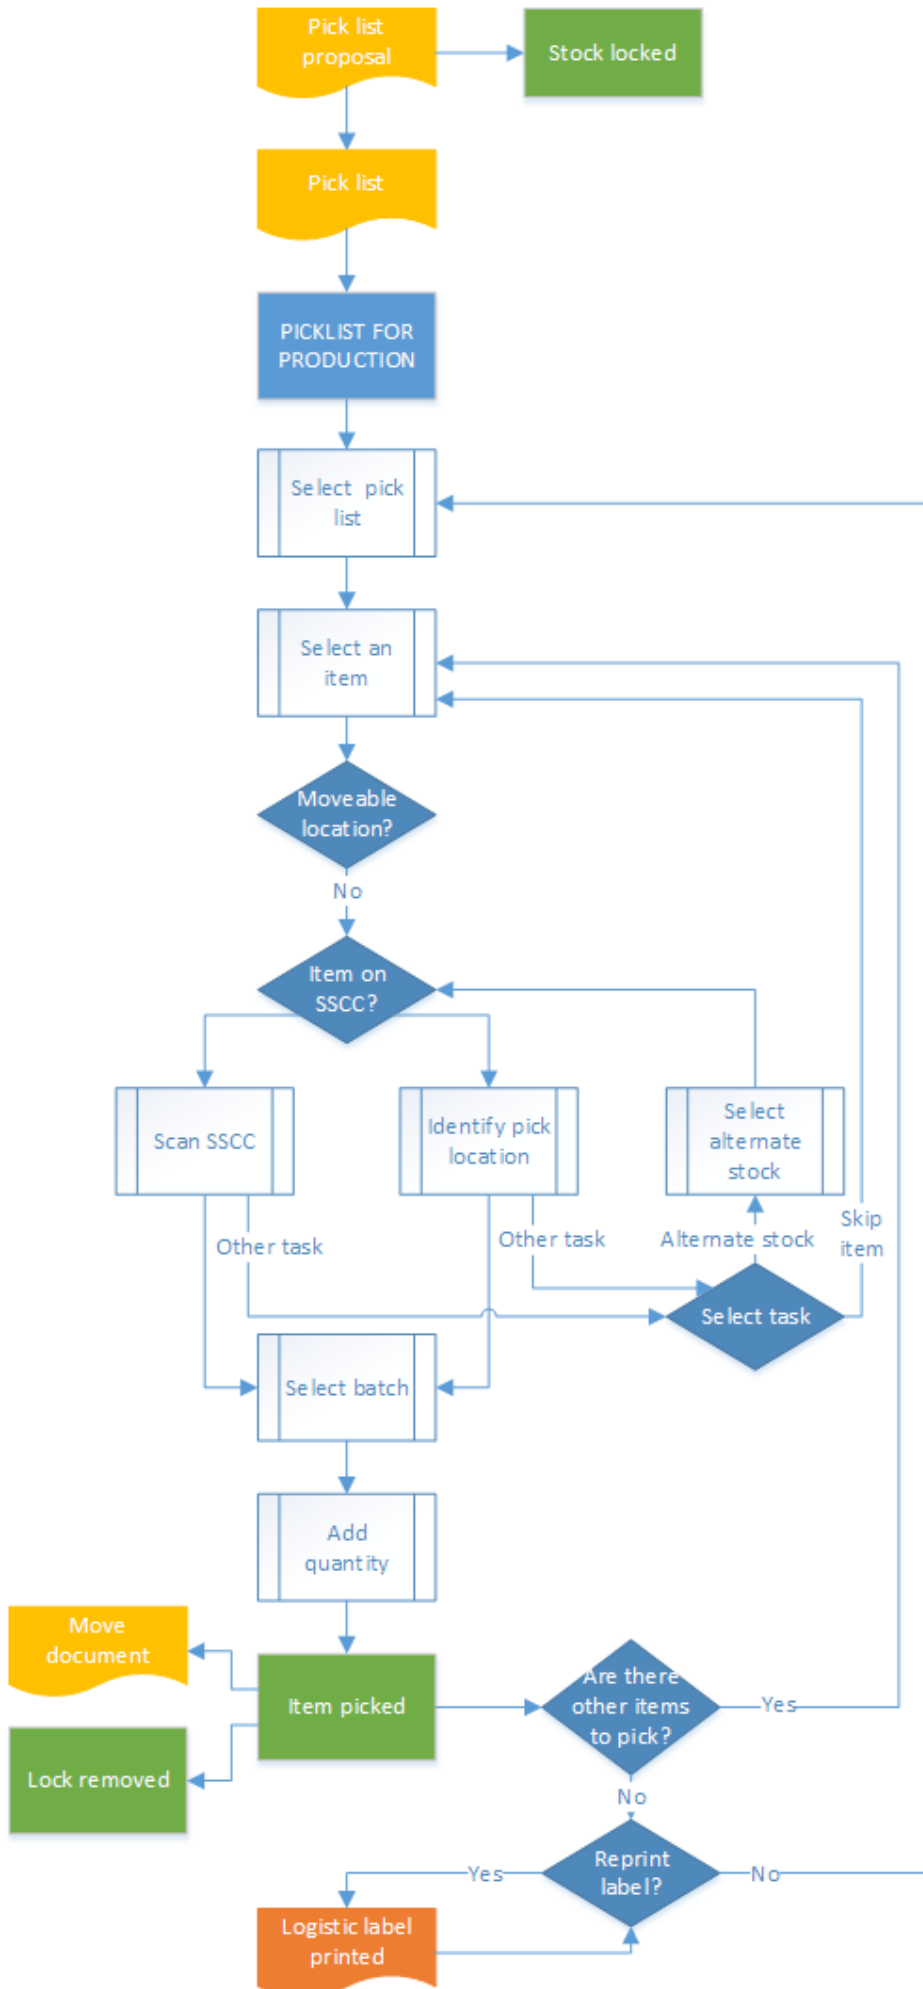 Pick list
proposal
Stock locked
Pick list
PICKLIST FOR
PRODUCTION
Select pick
list
Select an
item
Moveable
location?
No
Item on
SSCC?
Scan SSCC
Identify pick
location
Select
alternate
stock
Other task
Other task
Alternate stock
Skip
item
Select task
Select batch
Add
quantity
Move
document
Item picked
Are there
other items
to pick?
Yes
Lock removed
No
Reprint
label?
Yes
No
Logistic label
printed